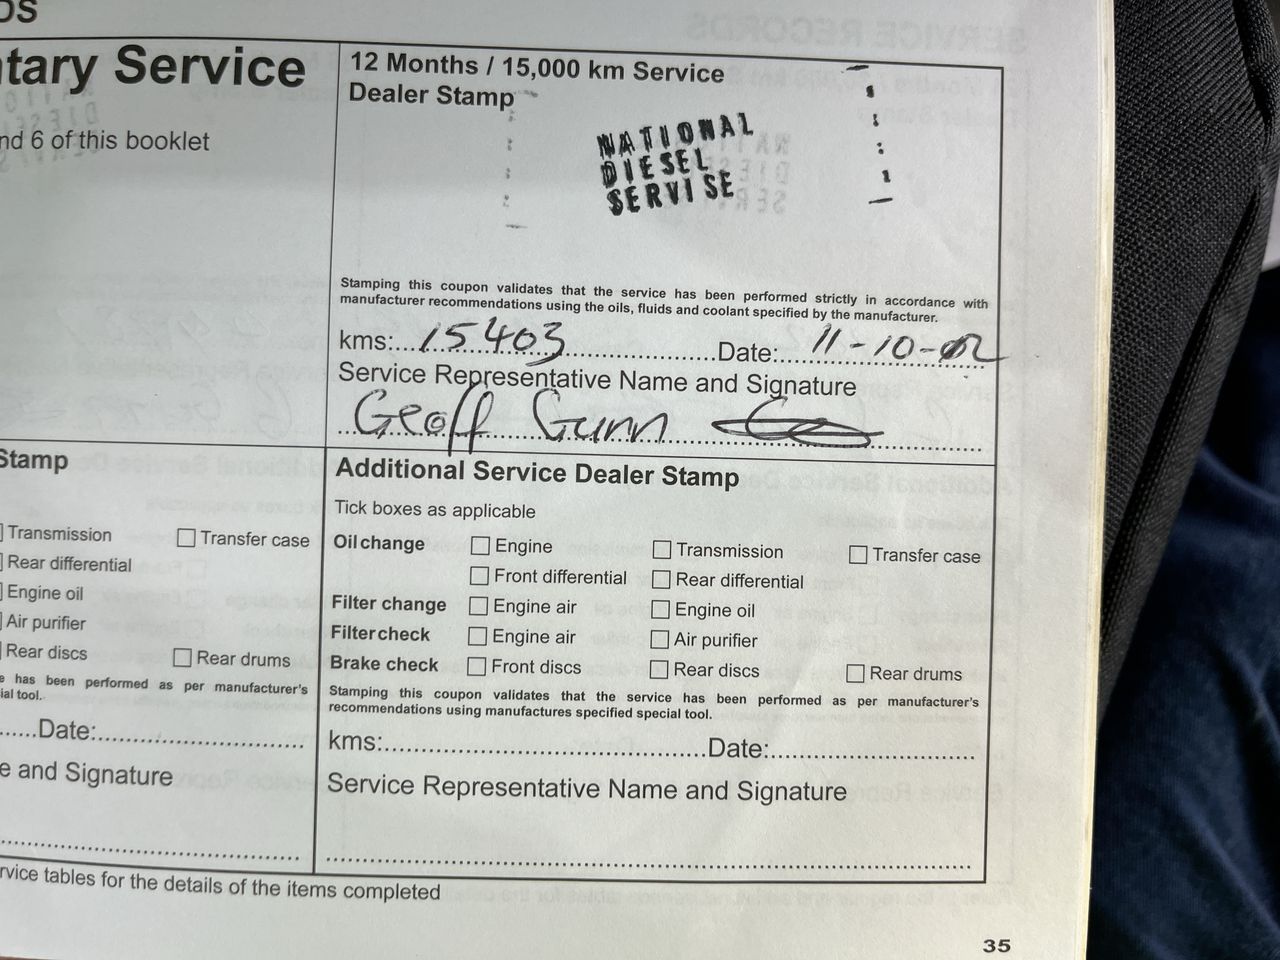 DS
tary Service
nd 6 of this booklet
12 Months / 15,000 km Service
Dealer Stamp
NATIONAL
DIESEL
SERVISE
Stamping this coupon validates that the service has been performed strictly in accordance with
manufacturer recommendations using the oils, fluids and coolant specified by the manufacturer.
kms: 15403 Date: 11-10-02
Service Representative Name and Signature
Geoff Gunn
Stamp
Transmission Transfer case
Rear differential
Engine oil
Air purifier
Rear discs Rear drums
e has been performed as per manufacturer's
ial tool.
Date:
e and Signature
Additional Service Dealer Stamp
Tick boxes as applicable
Oil change Engine Transmission Transfer case
Front differential Rear differential
Filter change Engine air Engine oil
Filter check Engine air Air purifier
Brake check Front discs Rear discs Rear drums
Stamping this coupon validates that the service has been performed as per manufacturer's
recommendations using manufactures specified special tool.
kms: Date:
Service Representative Name and Signature
rvice tables for the details of the items completed
35